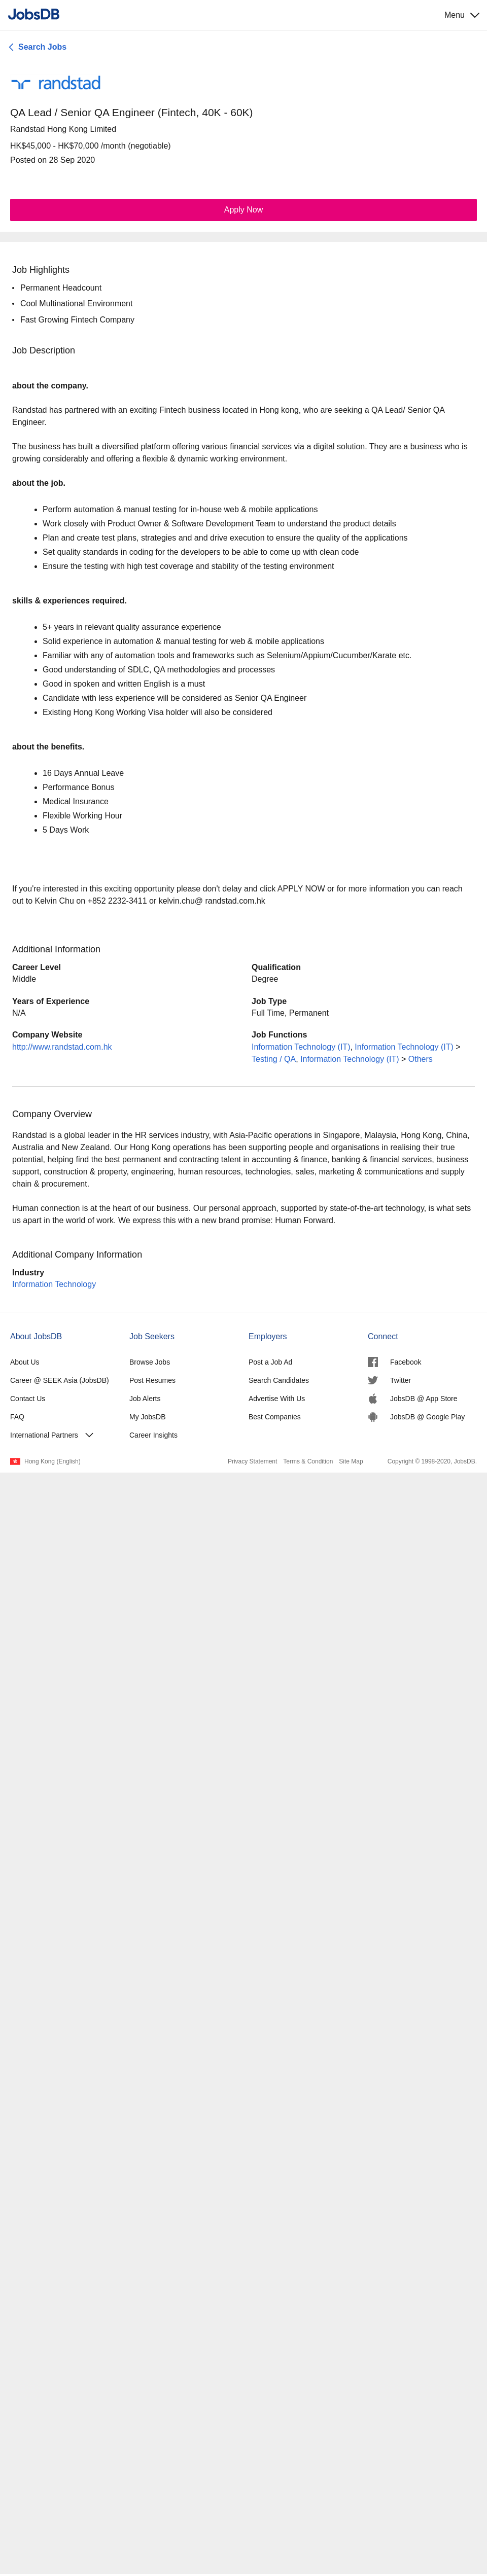 JobsDB
Menu
Search Jobs
randstad
QA Lead / Senior QA Engineer (Fintech, 40K - 60K)
Randstad Hong Kong Limited
HK$45,000 - HK$70,000 /month (negotiable)
Posted on 28 Sep 2020
Apply Now
Job Highlights
• Permanent Headcount
• Cool Multinational Environment
• Fast Growing Fintech Company
Job Description
about the company.
Randstad has partnered with an exciting Fintech business located in Hong kong, who are seeking a QA Lead/ Senior QA
Engineer.
The business has built a diversified platform offering various financial services via a digital solution. They are a business who is
growing considerably and offering a flexible & dynamic working environment.
about the job.
• Perform automation & manual testing for in-house web & mobile applications
• Work closely with Product Owner & Software Development Team to understand the product details
• Plan and create test plans, strategies and and drive execution to ensure the quality of the applications
• Set quality standards in coding for the developers to be able to come up with clean code
• Ensure the testing with high test coverage and stability of the testing environment
skills & experiences required.
• 5+ years in relevant quality assurance experience
• Solid experience in automation & manual testing for web & mobile applications
• Familiar with any of automation tools and frameworks such as Selenium/Appium/Cucumber/Karate etc.
• Good understanding of SDLC, QA methodologies and processes
• Good in spoken and written English is a must
• Candidate with less experience will be considered as Senior QA Engineer
• Existing Hong Kong Working Visa holder will also be considered
about the benefits.
• 16 Days Annual Leave
• Performance Bonus
• Medical Insurance
• Flexible Working Hour
• 5 Days Work
If you're interested in this exciting opportunity please don't delay and click APPLY NOW or for more information you can reach
out to Kelvin Chu on +852 2232-3411 or kelvin.chu@ randstad.com.hk
Additional Information
Career Level
Middle
Qualification
Degree
Years of Experience
N/A
Job Type
Full Time, Permanent
Company Website
http://www.randstad.com.hk
Job Functions
Information Technology (IT), Information Technology (IT) >
Testing / QA, Information Technology (IT) > Others
Company Overview
Randstad is a global leader in the HR services industry, with Asia-Pacific operations in Singapore, Malaysia, Hong Kong, China,
Australia and New Zealand. Our Hong Kong operations has been supporting people and organisations in realising their true
potential, helping find the best permanent and contracting talent in accounting & finance, banking & financial services, business
support, construction & property, engineering, human resources, technologies, sales, marketing & communications and supply
chain & procurement.
Human connection is at the heart of our business. Our personal approach, supported by state-of-the-art technology, is what sets
us apart in the world of work. We express this with a new brand promise: Human Forward.
Additional Company Information
Industry
Information Technology
About JobsDB
About Us
Career @ SEEK Asia (JobsDB)
Contact Us
FAQ
International Partners
Job Seekers
Browse Jobs
Post Resumes
Job Alerts
My JobsDB
Career Insights
Employers
Post a Job Ad
Search Candidates
Advertise With Us
Best Companies
Connect
Facebook
Twitter
JobsDB @ App Store
JobsDB @ Google Play
Hong Kong (English)
Privacy Statement Terms & Condition Site Map
Copyright © 1998-2020, JobsDB.